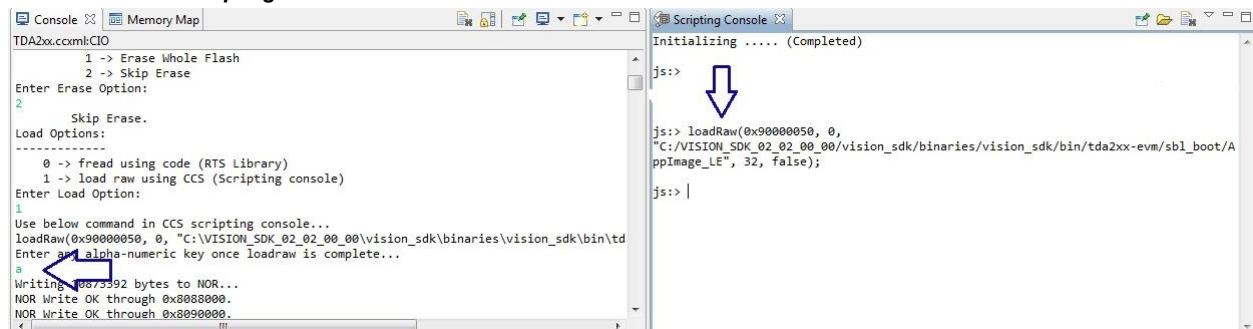 Console
Memory Map
TDA2xx.ccxml:CIO
1 -> Erase Whole Flash
2 -> Skip Erase
Enter Erase Option:
2
Skip Erase.
Load Options:
-------------
0 -> fread using code (RTS Library)
1 -> load raw using CCS (Scripting console)
Enter Load Option:
1
Use below command in CCS scripting console...
loadRaw(0x90000050, 0, "C:\VISION_SDK_02_02_00_00\vision_sdk\binaries\vision_sdk\bin\td
Enter any alpha-numeric key once loadraw is complete...
a
Writing 10873392 bytes to NOR...
NOR Write OK through 0x8088000.
NOR Write OK through 0x8090000.
Scripting Console
Initializing ..... (Completed)
js:>
js:> loadRaw(0x90000050, 0,
"C:/VISION_SDK_02_02_00_00/vision_sdk/binaries/vision_sdk/bin/tda2xx-evm/sbl_boot/A
ppImage_LE", 32, false);
js:>